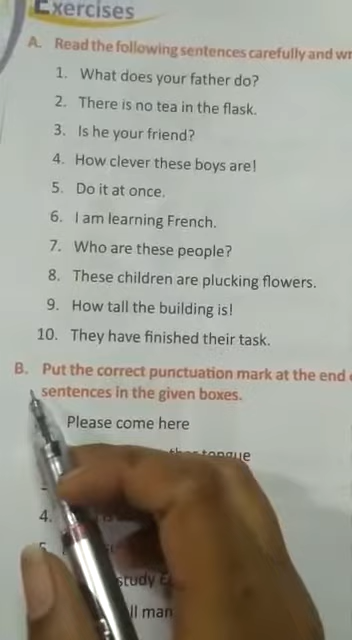 Exercises
A. Read the following sentences carefully and wr
1. What does your father do?
2. There is no tea in the flask.
3. Is he your friend?
4. How clever these boys are!
5. Do it at once.
6. I am learning French.
7. Who are these people?
8. These children are plucking flowers.
9. How tall the building is!
10. They have finished their task.
B. Put the correct punctuation mark at the end
sentences in the given boxes.
Please come here
tongue
4.
5.
study
man